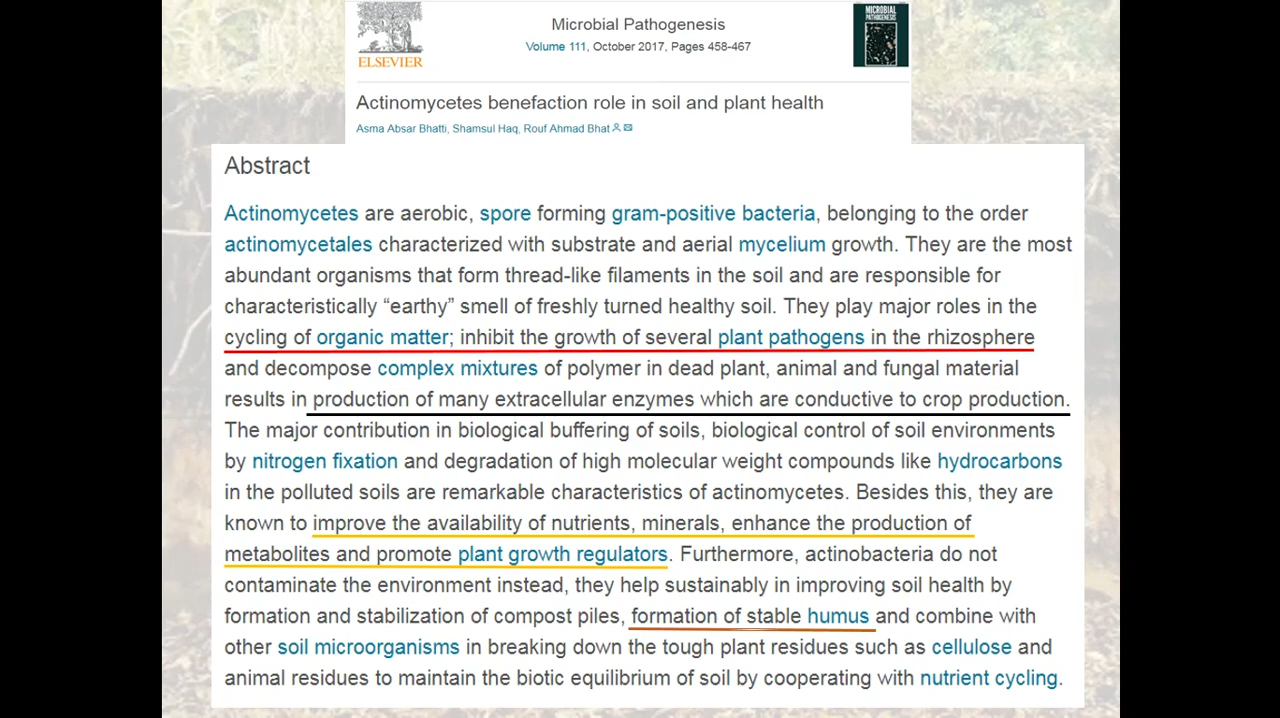 Microbial Pathogenesis
Volume 111, October 2017, Pages 458-467
ELSEVIER
MICROBIAL
PATHOGENESIS
Actinomycetes benefaction role in soil and plant health
Asma Absar Bhatti, Shamsul Haq, Rouf Ahmad Bhat
Abstract
Actinomycetes are aerobic, spore forming gram-positive bacteria, belonging to the order
actinomycetales characterized with substrate and aerial mycelium growth. They are the most
abundant organisms that form thread-like filaments in the soil and are responsible for
characteristically “earthy” smell of freshly turned healthy soil. They play major roles in the
cycling of organic matter; inhibit the growth of several plant pathogens in the rhizosphere
and decompose complex mixtures of polymer in dead plant, animal and fungal material
results in production of many extracellular enzymes which are conductive to crop production.
The major contribution in biological buffering of soils, biological control of soil environments
by nitrogen fixation and degradation of high molecular weight compounds like hydrocarbons
in the polluted soils are remarkable characteristics of actinomycetes. Besides this, they are
known to improve the availability of nutrients, minerals, enhance the production of
metabolites and promote plant growth regulators. Furthermore, actinobacteria do not
contaminate the environment instead, they help sustainably in improving soil health by
formation and stabilization of compost piles, formation of stable humus and combine with
other soil microorganisms in breaking down the tough plant residues such as cellulose and
animal residues to maintain the biotic equilibrium of soil by cooperating with nutrient cycling.